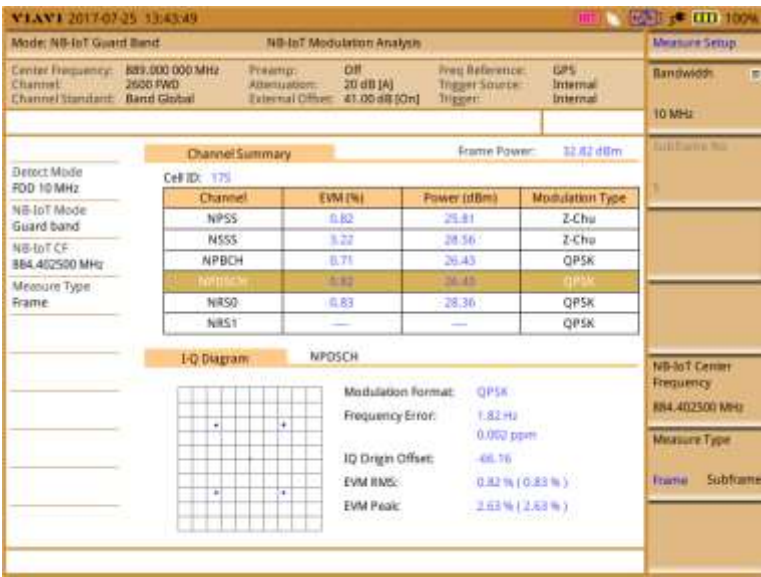 VIAVI 2017-07-25 13:43:49 100%
Mode: NB-IoT Guard Band NB-IoT Modulation Analysis Measure Setup
Center Frequency: 889.000 000 MHz Preamp: Off Freq Reference: GPS
Channel: 2600 FWD Attenuation: 20 dB [A] Trigger Source: Internal
Channel Standard: Band Global External Offset: 41.00 dB [On] Trigger: Internal
Bandwidth
10 MHz
Subframe No
5
Channel Summary Frame Power: 32.82 dBm
Detect Mode
FDD 10 MHz
NB-IoT Mode
Guard band
NB-IoT CF
884.402500 MHz
Measure Type
Frame
Cell ID: 175
Channel EVM (%) Power (dBm) Modulation Type
NPSS 0.82 25.81 Z-Chu
NSSS 3.22 28.56 Z-Chu
NPBCH 0.71 26.43 QPSK
NPDSCH 0.82 QPSK
NRS0 0.83 28.36 QPSK
NRS1 — — QPSK
I-Q Diagram NPDSCH
Modulation Format: QPSK
Frequency Error: 1.82 Hz
0.002 ppm
IQ Origin Offset: -66.16
EVM RMS: 0.82 % ( 0.83 % )
EVM Peak: 2.63 % ( 2.63 % )
NB-IoT Center
Frequency
884.402500 MHz
Measure Type
Frame Subframe